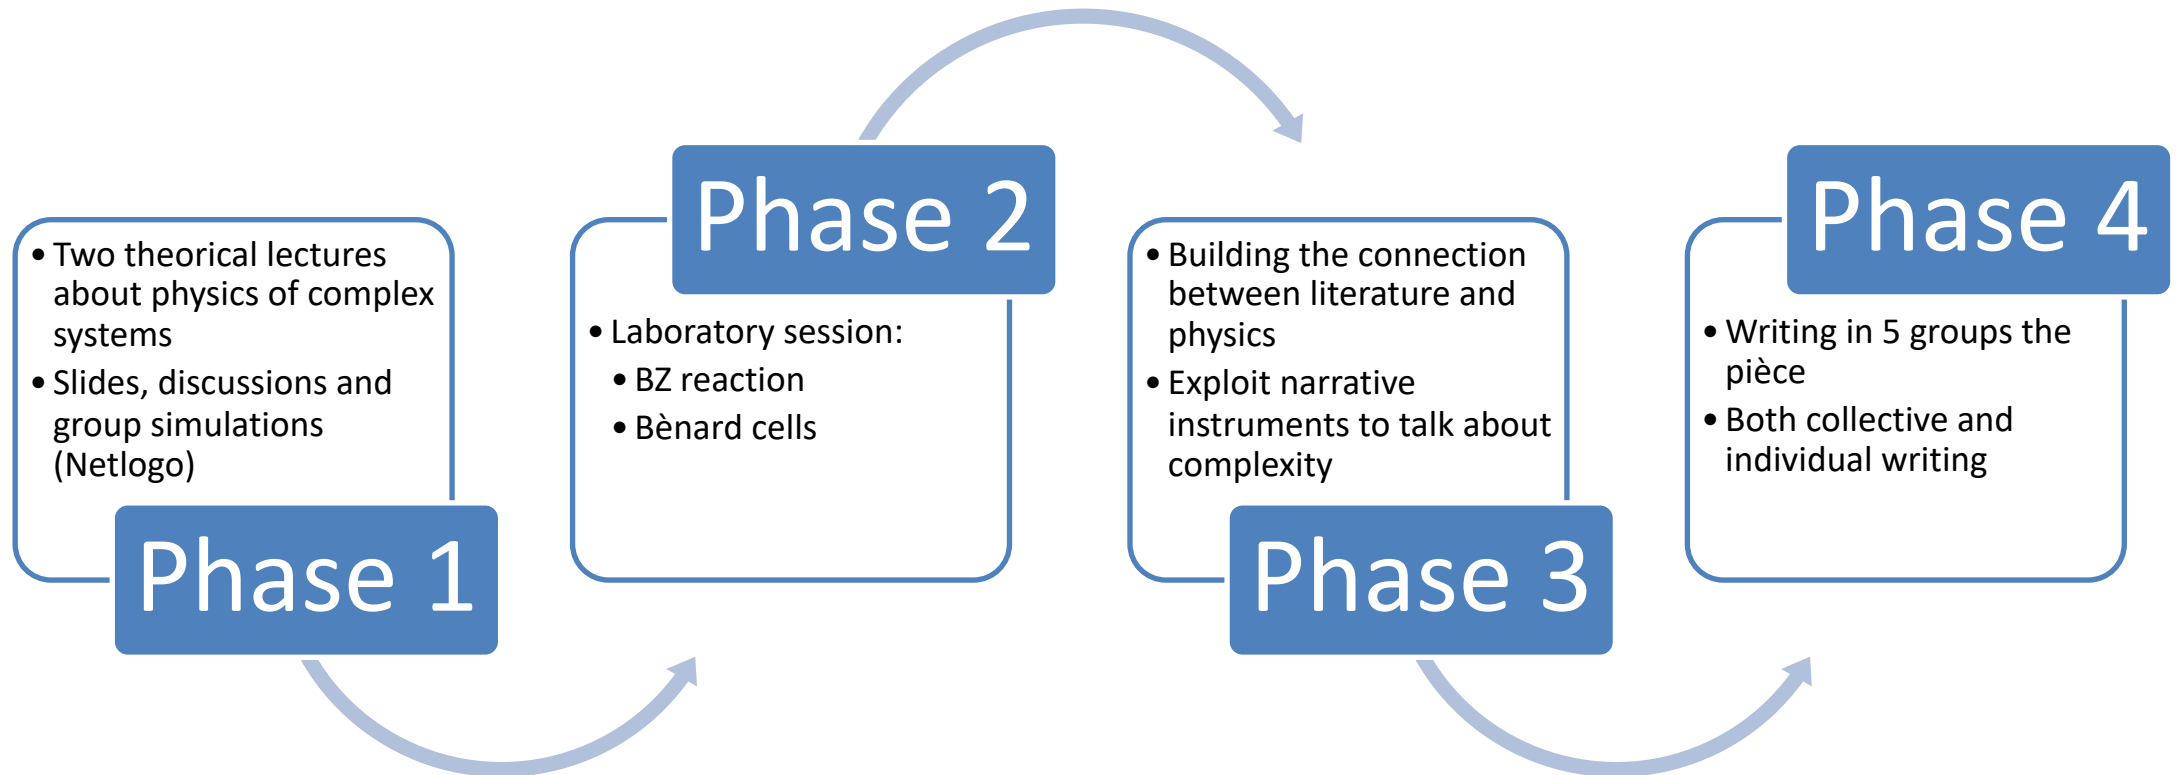 • Two theorical lectures
about physics of complex
systems
• Slides, discussions and
group simulations
(Netlogo)
Phase 1
Phase 2
• Laboratory session:
• BZ reaction
• Bènard cells
• Building the connection
between literature and
physics
• Exploit narrative
instruments to talk about
complexity
Phase 3
Phase 4
• Writing in 5 groups the
pièce
• Both collective and
individual writing